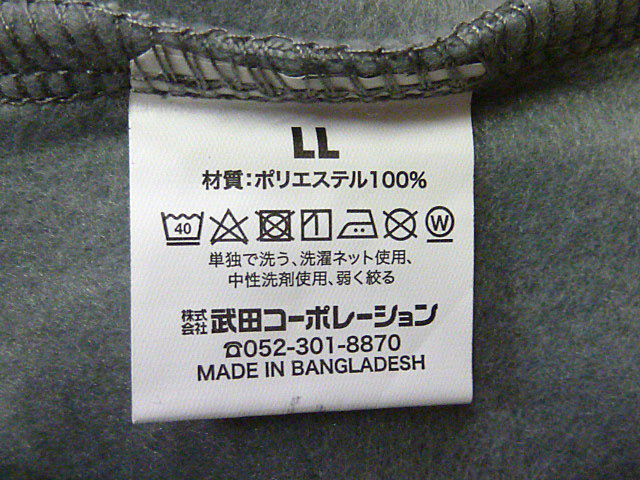 LL
材質:ポリエステル100%
40 W
単独で洗う、洗濯ネット使用、
中性洗剤使用、弱く絞る
株式会社 武田コーポレーション
☎052-301-8870
MADE IN BANGLADESH